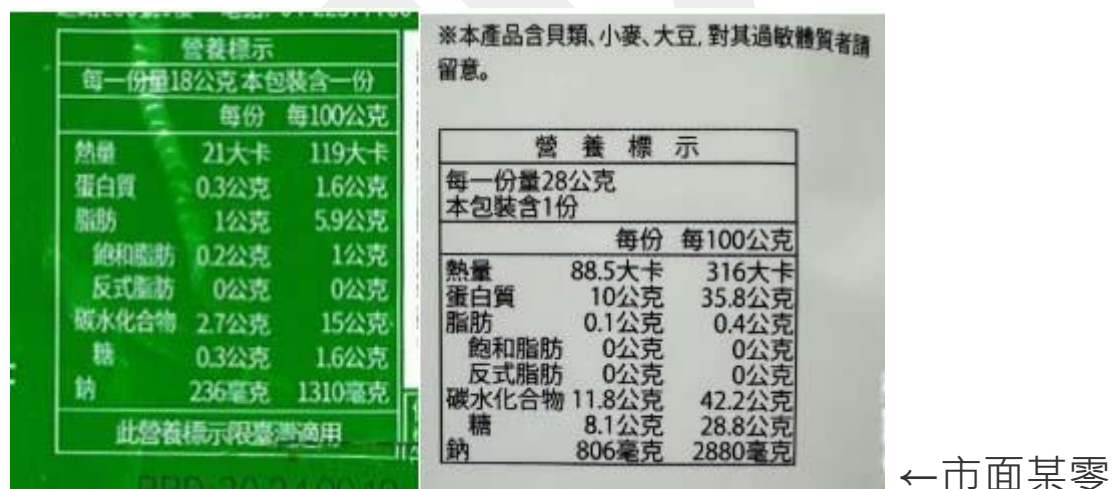 營養標示
每一份量18公克 本包裝含一份
每份 每100公克
熱量 21大卡 119大卡
蛋白質 0.3公克 1.6公克
脂肪 1公克 5.9公克
飽和脂肪 0.2公克 1公克
反式脂肪 0公克 0公克
碳水化合物 2.7公克 15公克
糖 0.3公克 1.6公克
鈉 236毫克 1310毫克
此營養標示限臺灣適用
※本產品含貝類、小麥、大豆, 對其過敏體質者請
留意。
營養標示
每一份量28公克
本包裝含1份
每份 每100公克
熱量 88.5大卡 316大卡
蛋白質 10公克 35.8公克
脂肪 0.1公克 0.4公克
飽和脂肪 0公克 0公克
反式脂肪 0公克 0公克
碳水化合物 11.8公克 42.2公克
糖 8.1公克 28.8公克
鈉 806毫克 2880毫克
←市面某零